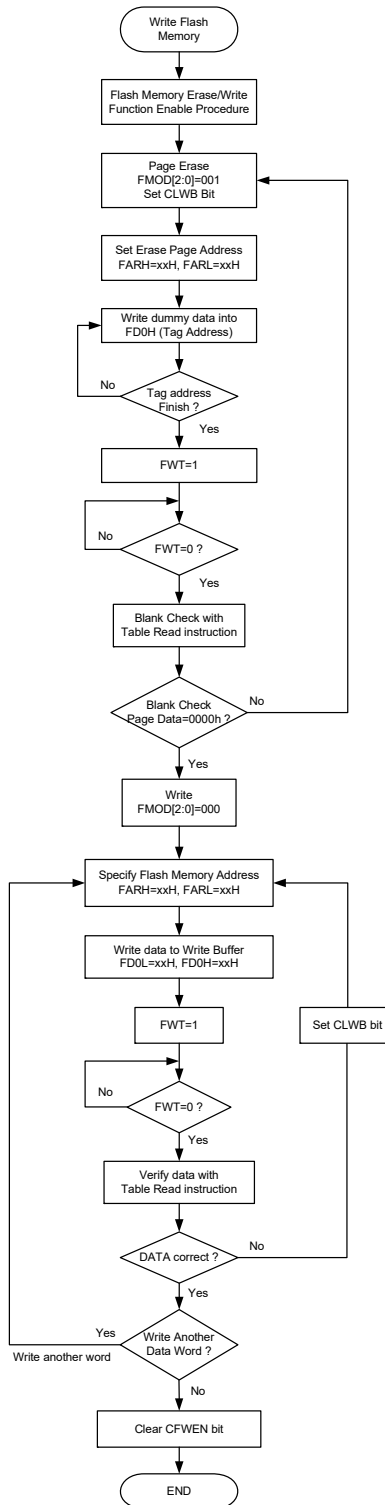 Write Flash
Memory
Flash Memory Erase/Write
Function Enable Procedure
Page Erase
FMOD[2:0]=001
Set CLWB Bit
Set Erase Page Address
FARH=xxH, FARL=xxH
Write dummy data into
FD0H (Tag Address)
No
Tag address
Finish ?
Yes
FWT=1
No
FWT=0 ?
Yes
Blank Check with
Table Read instruction
No
Blank Check
Page Data=0000h ?
Yes
Write
FMOD[2:0]=000
Specify Flash Memory Address
FARH=xxH, FARL=xxH
Write data to Write Buffer
FD0L=xxH, FD0H=xxH
FWT=1
Set CLWB bit
No
FWT=0 ?
Yes
Verify data with
Table Read instruction
No
DATA correct ?
Yes
Yes
Write Another
Data Word ?
Write another word
No
Clear CFWEN bit
END